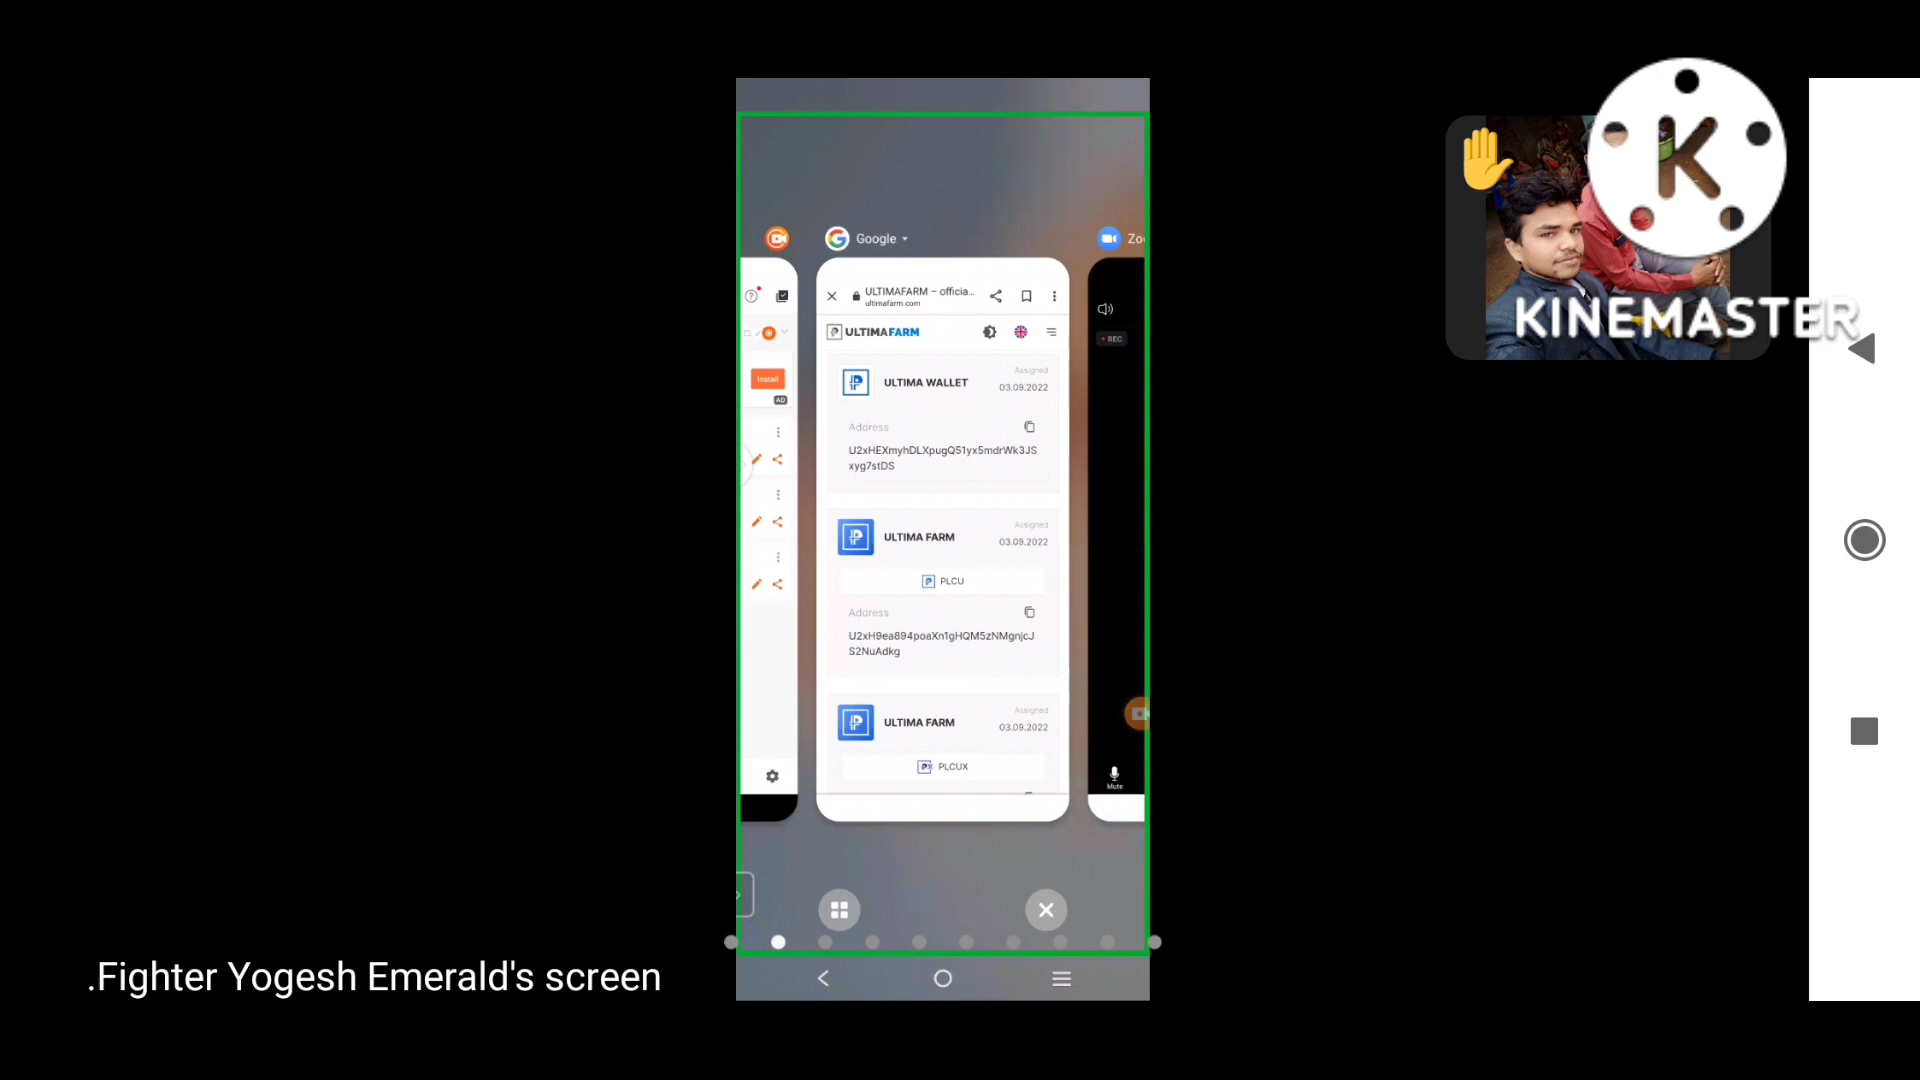 Google
Zo
ULTIMAFARM – officia...
ultimafarm.com
ULTIMAFARM
REC
Install
AD
ULTIMA WALLET
Assigned
03.09.2022
Address
U2xHEXmyhDLXpugQ51yx5mdrWk3JS
xyg7stDS
ULTIMA FARM
Assigned
03.09.2022
PLCU
Address
U2xH9ea894poaXn1gHQM5zNMgnjcJ
S2NuAdkg
ULTIMA FARM
Assigned
03.09.2022
PLCUX
Mute
K
KINEMASTER
.Fighter Yogesh Emerald's screen